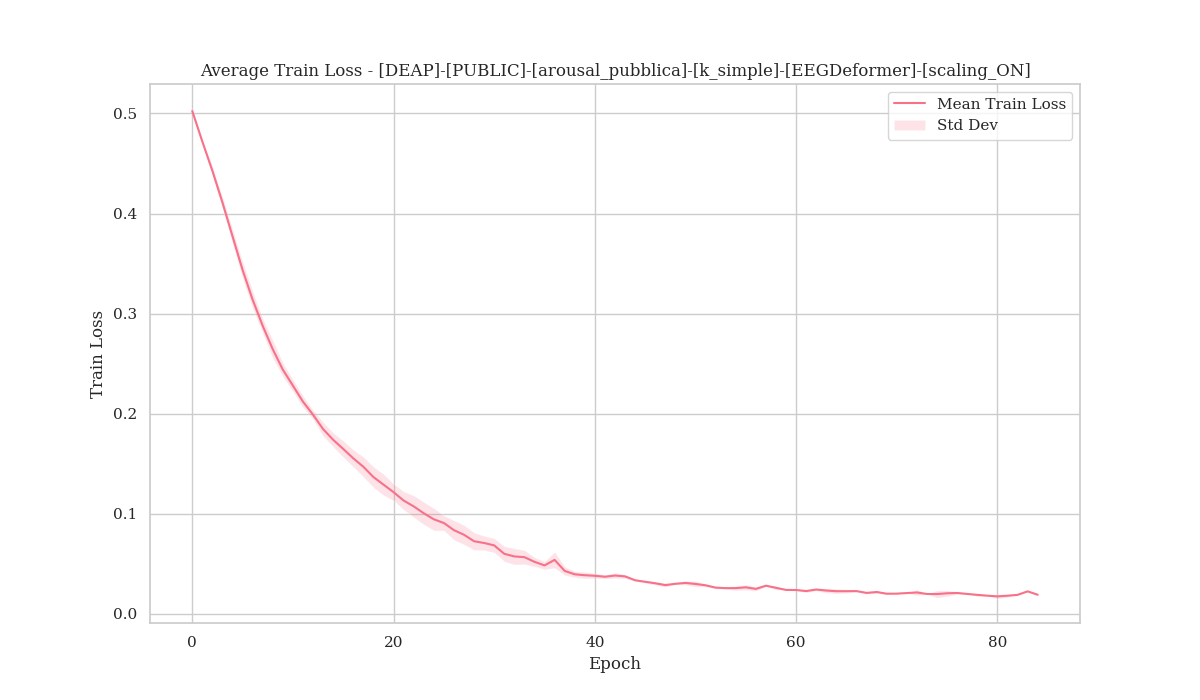 Average Train Loss - [DEAP]-[PUBLIC]-[arousal_pubblica]-[k_simple]-[EEGDeformer]-[scaling_ON]
Mean Train Loss
Std Dev
Train Loss
0.5
0.4
0.3
0.2
0.1
0.0
0 20 40 60 80
Epoch